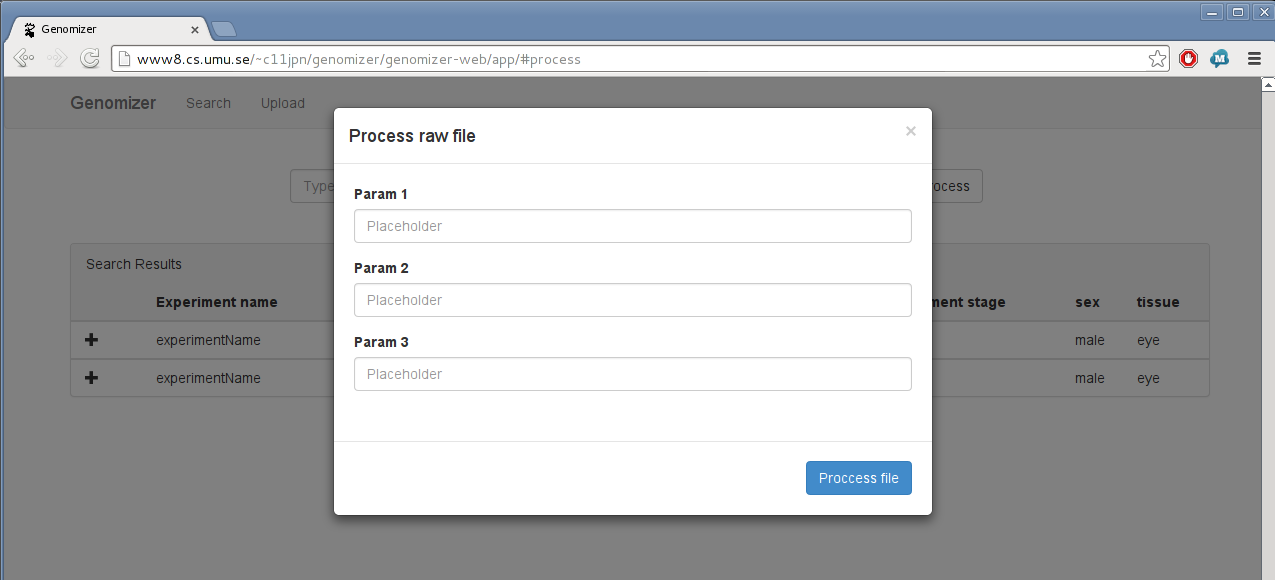 Genomizer
www8.cs.umu.se/~c11jpn/genomizer/genomizer-web/app/#process
Genomizer Search Upload
Process raw file ×
Type
ocess
Param 1
Placeholder
Search Results
Param 2
Placeholder
Experiment name ment stage sex tissue
Param 3
experimentName male eye
Placeholder
experimentName male eye
Proccess file